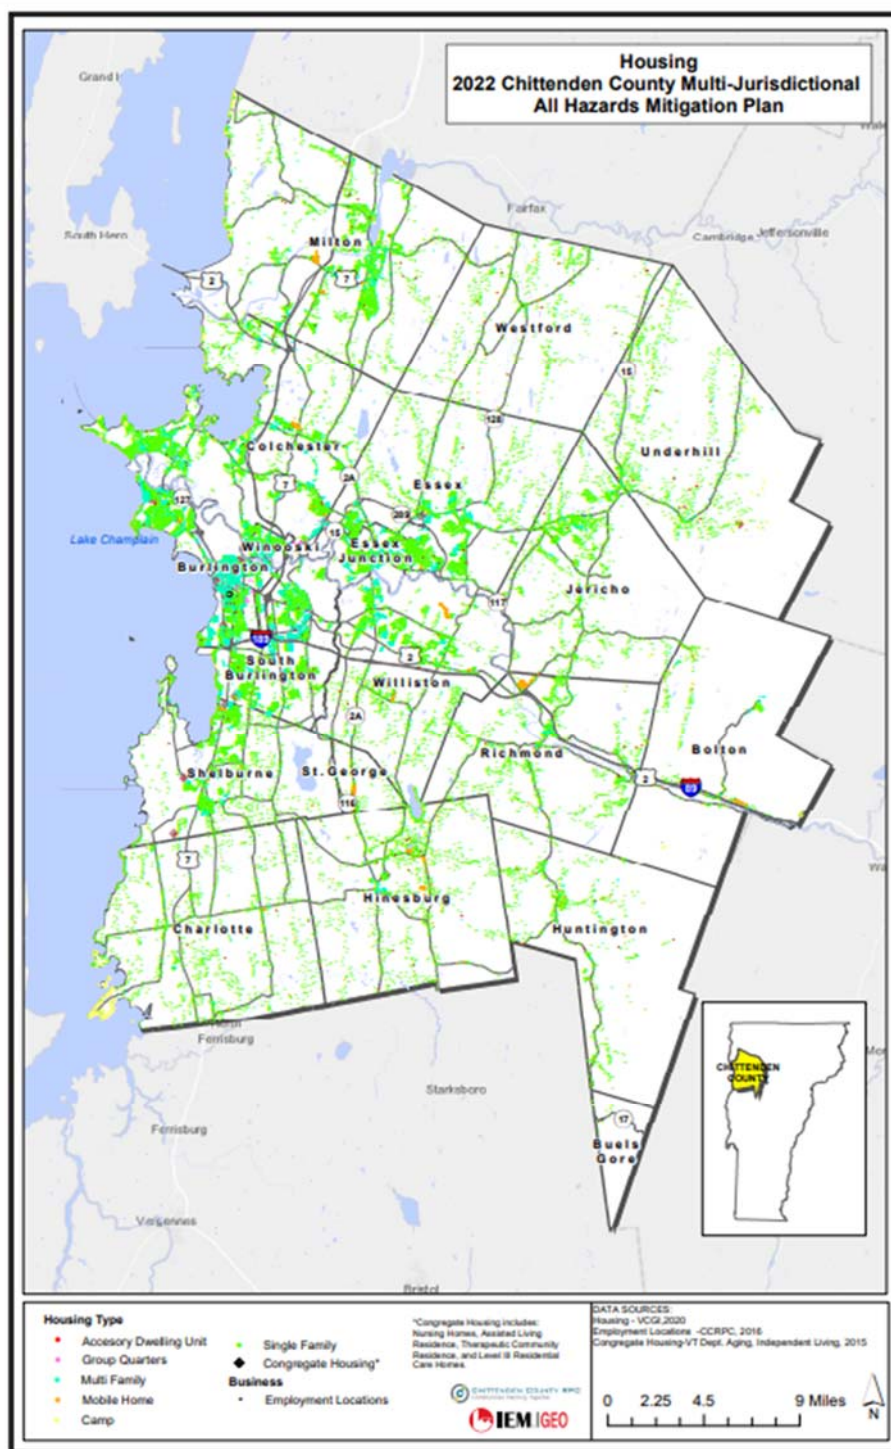 Housing
2022 Chittenden County Multi-Jurisdictional
All Hazards Mitigation Plan
Grand I
South Hero
Fairfax
Cambridge
Jeffersonville
Milton
2
7
Westford
15
128
Underhill
Colchester
7
2A
Essex
127
289
15
Lake Champlain
Winooski
Essex
Junction
Burlington
117
Jericho
189
South
Burlington
2
Williston
2A
Richmond
Bolton
2
89
Shelburne
St.George
116
7
Hinesburg
Charlotte
Huntington
North
Ferrisburg
Starksboro
Ferrisburg
17
Buels
Gore
Vergennes
Bristol
CHITTENDEN
COUNTY
Housing Type
Accesory Dwelling Unit
Group Quarters
Multi Family
Mobile Home
Camp
Single Family
Congregate Housing*
Business
Employment Locations
*Congregate Housing includes:
Nursing Homes, Assisted Living
Residence, Therapeutic Community
Residence, and Level III Residential
Care Homes.
CHITTENDEN COUNTY RPC
IEM|GEO
DATA SOURCES:
Housing - VCGI,2020
Employment Locations -CCRPC, 2016
Congregate Housing-VT Dept. Aging, Independent Living, 2015
0 2.25 4.5 9 Miles
N